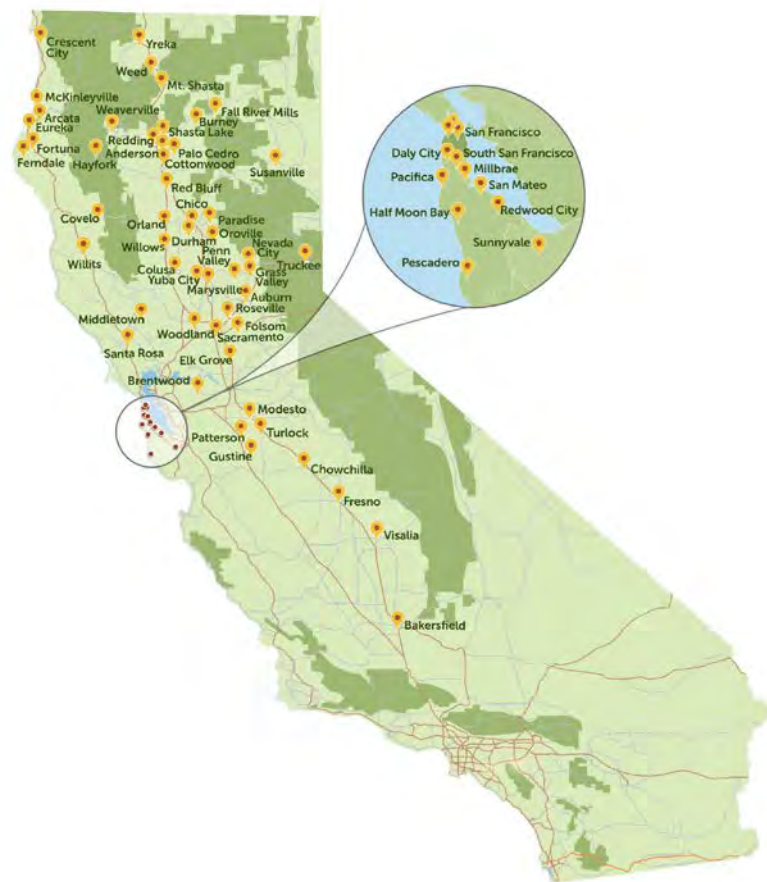 Crescent
City
Yreka
Weed
Mt. Shasta
McKinleyville
Weaverville
Fall River Mills
Arcata
Burney
Eureka
Shasta Lake
Redding
Fortuna
Anderson
Palo Cedro
Ferndale
Hayfork
Cottonwood
Susanville
Red Bluff
Chico
Covelo
Orland
Paradise
Oroville
Willows
Durham
Nevada
City
Willits
Penn
Valley
Truckee
Colusa
Grass
Valley
Yuba City
Marysville
Auburn
Middletown
Roseville
Woodland
Folsom
Sacramento
Santa Rosa
Elk Grove
Brentwood
Modesto
Turlock
Patterson
Gustine
Chowchilla
Fresno
Visalia
Bakersfield
San Francisco
Daly City
South San Francisco
Millbrae
Pacifica
San Mateo
Half Moon Bay
Redwood City
Sunnyvale
Pescadero